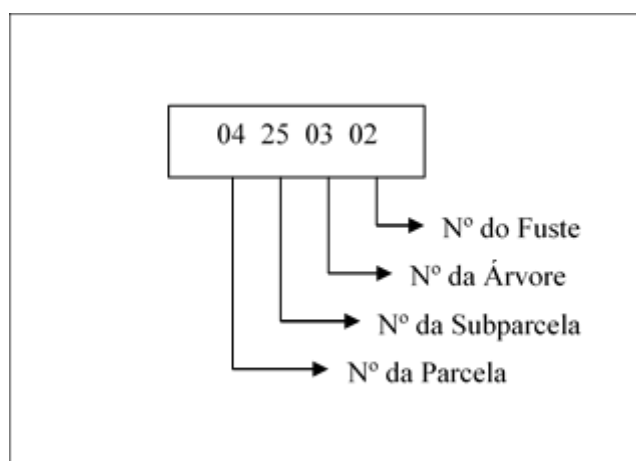 04 25 03 02
Nº do Fuste
Nº da Árvore
Nº da Subparcela
Nº da Parcela